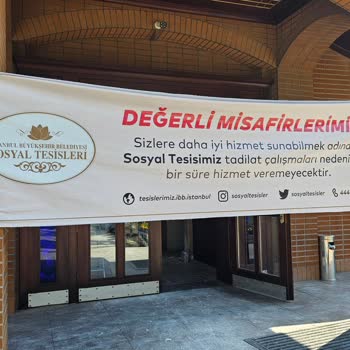 DEĞERLİ MİSAFİRLERİMİ
Sizlere daha iyi hizmet sunabilmek adına
Sosyal Tesisimiz tadilat çalışmaları nedeni
bir süre hizmet veremeyecektir.
tesislerimiz.ibb.istanbul sosyaltesisler sosyaltesisler 444
İSTANBUL BÜYÜKŞEHİR BELEDİYESİ
SOSYAL TESİSLERİ